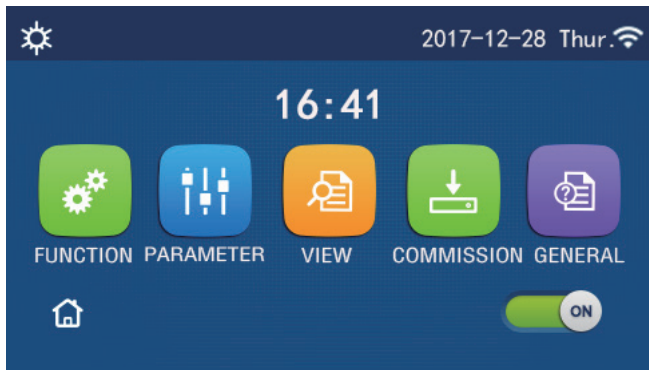 2017-12-28 Thur.
16:41
FUNCTION PARAMETER VIEW COMMISSION GENERAL
ON